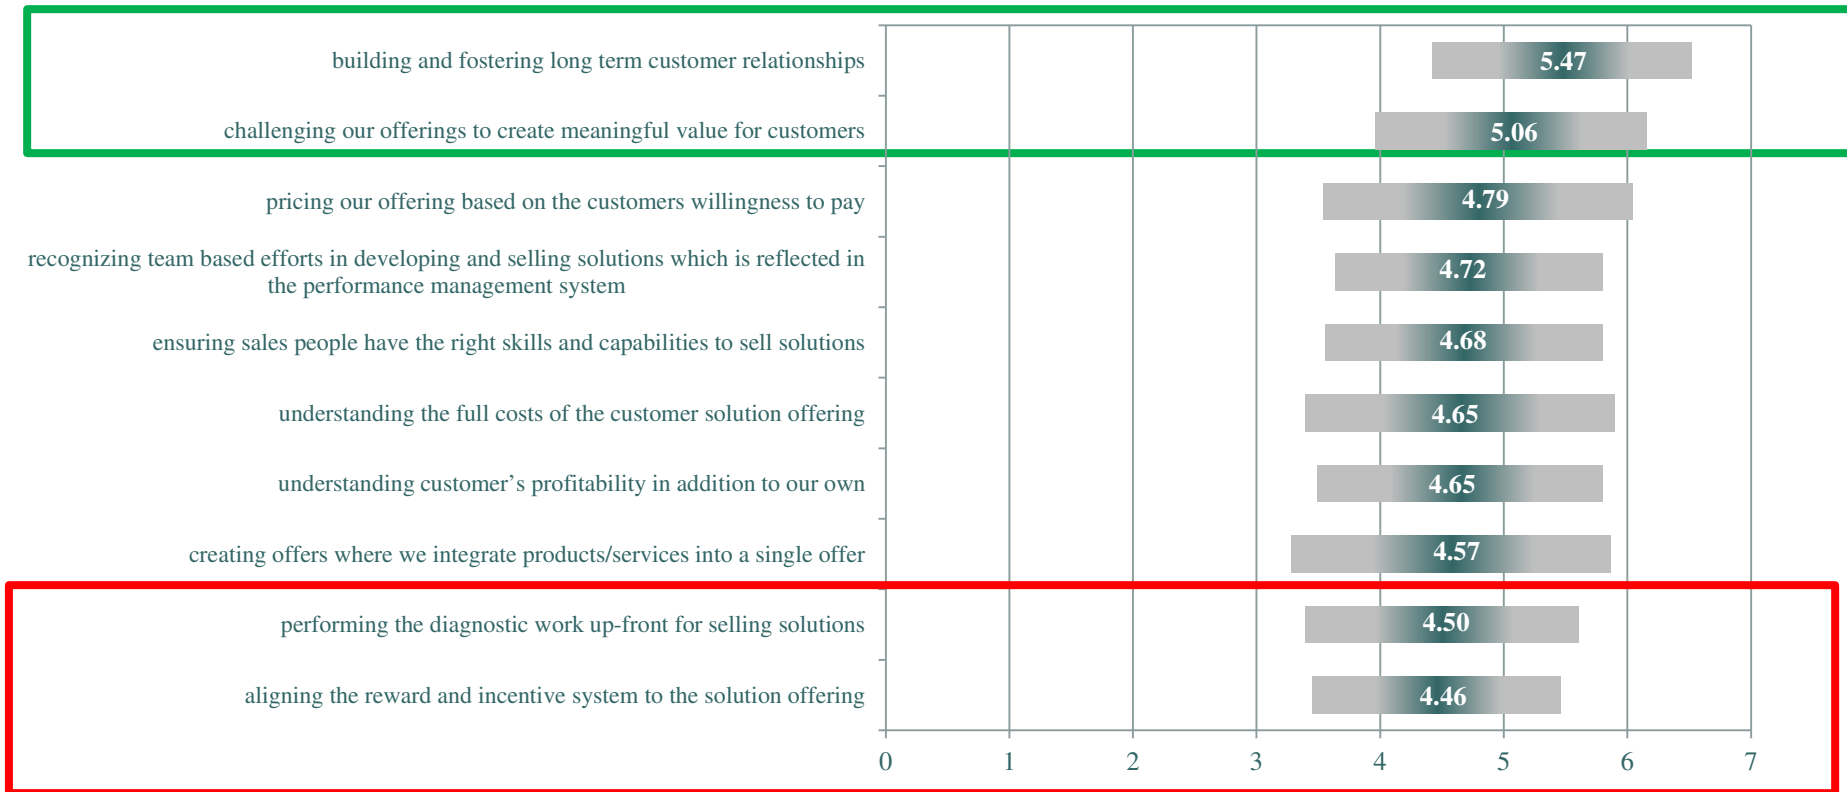 building and fostering long term customer relationships
5.47
challenging our offerings to create meaningful value for customers
5.06
pricing our offering based on the customers willingness to pay
4.79
recognizing team based efforts in developing and selling solutions which is reflected in
the performance management system
4.72
ensuring sales people have the right skills and capabilities to sell solutions
4.68
understanding the full costs of the customer solution offering
4.65
understanding customer’s profitability in addition to our own
4.65
creating offers where we integrate products/services into a single offer
4.57
performing the diagnostic work up-front for selling solutions
4.50
aligning the reward and incentive system to the solution offering
4.46
0 1 2 3 4 5 6 7